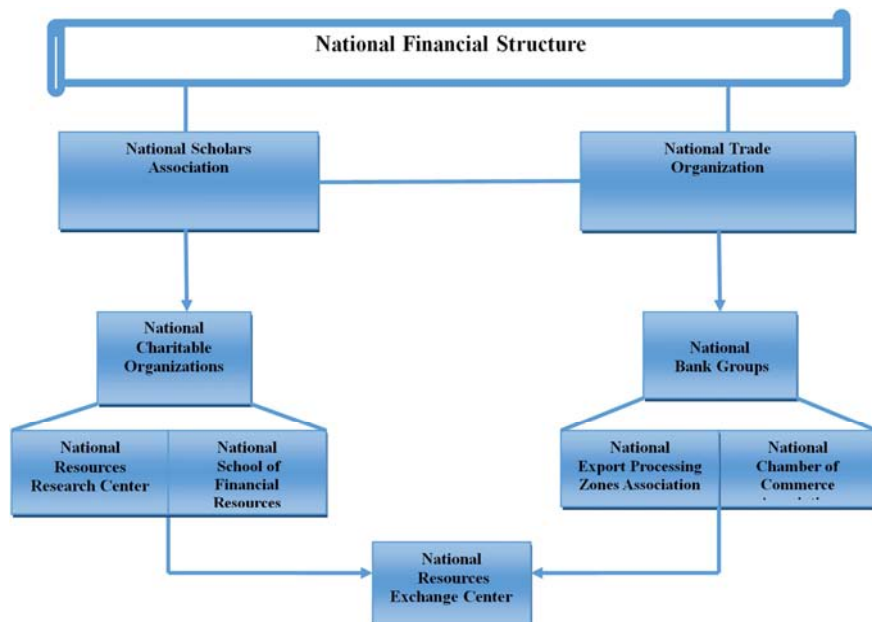 National Financial Structure
National Scholars
Association
National Trade
Organization
National
Charitable
Organizations
National
Bank Groups
National
Resources
Research Center
National
School of
Financial
Resources
National
Export Processing
Zones Association
National
Chamber of
Commerce
National
Resources
Exchange Center